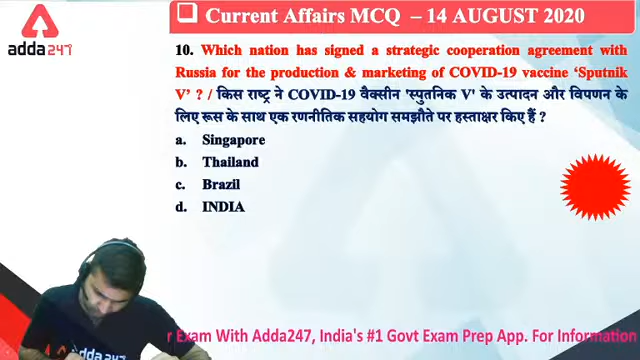 Current Affairs MCQ – 14 AUGUST 2020
adda247
10. Which nation has signed a strategic cooperation agreement with
Russia for the production & marketing of COVID-19 vaccine ‘Sputnik
V’ ? / किस राष्ट्र ने COVID-19 वैक्सीन 'स्पुतनिक V' के उत्पादन और विपणन के
लिए रूस के साथ एक रणनीतिक सहयोग समझौते पर हस्ताक्षर किए हैं ?
a. Singapore
b. Thailand
c. Brazil
d. INDIA
adda247
r Exam With Adda247, India's #1 Govt Exam Prep App. For Information